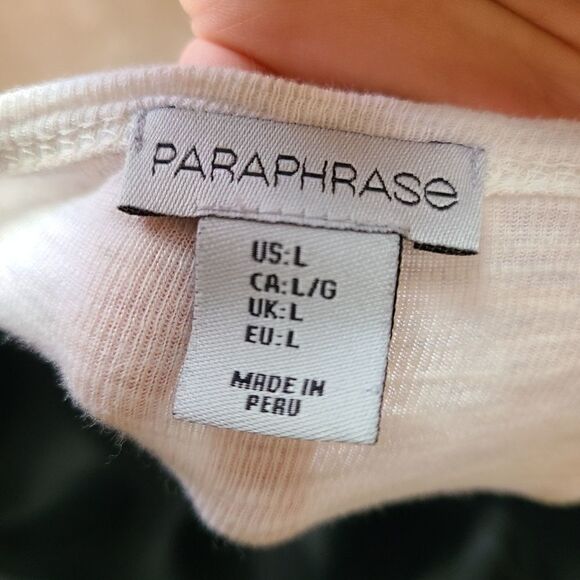 PARAPHRASe
US:L
CA:L/G
UK:L
EU:L
MADE IN
PERU